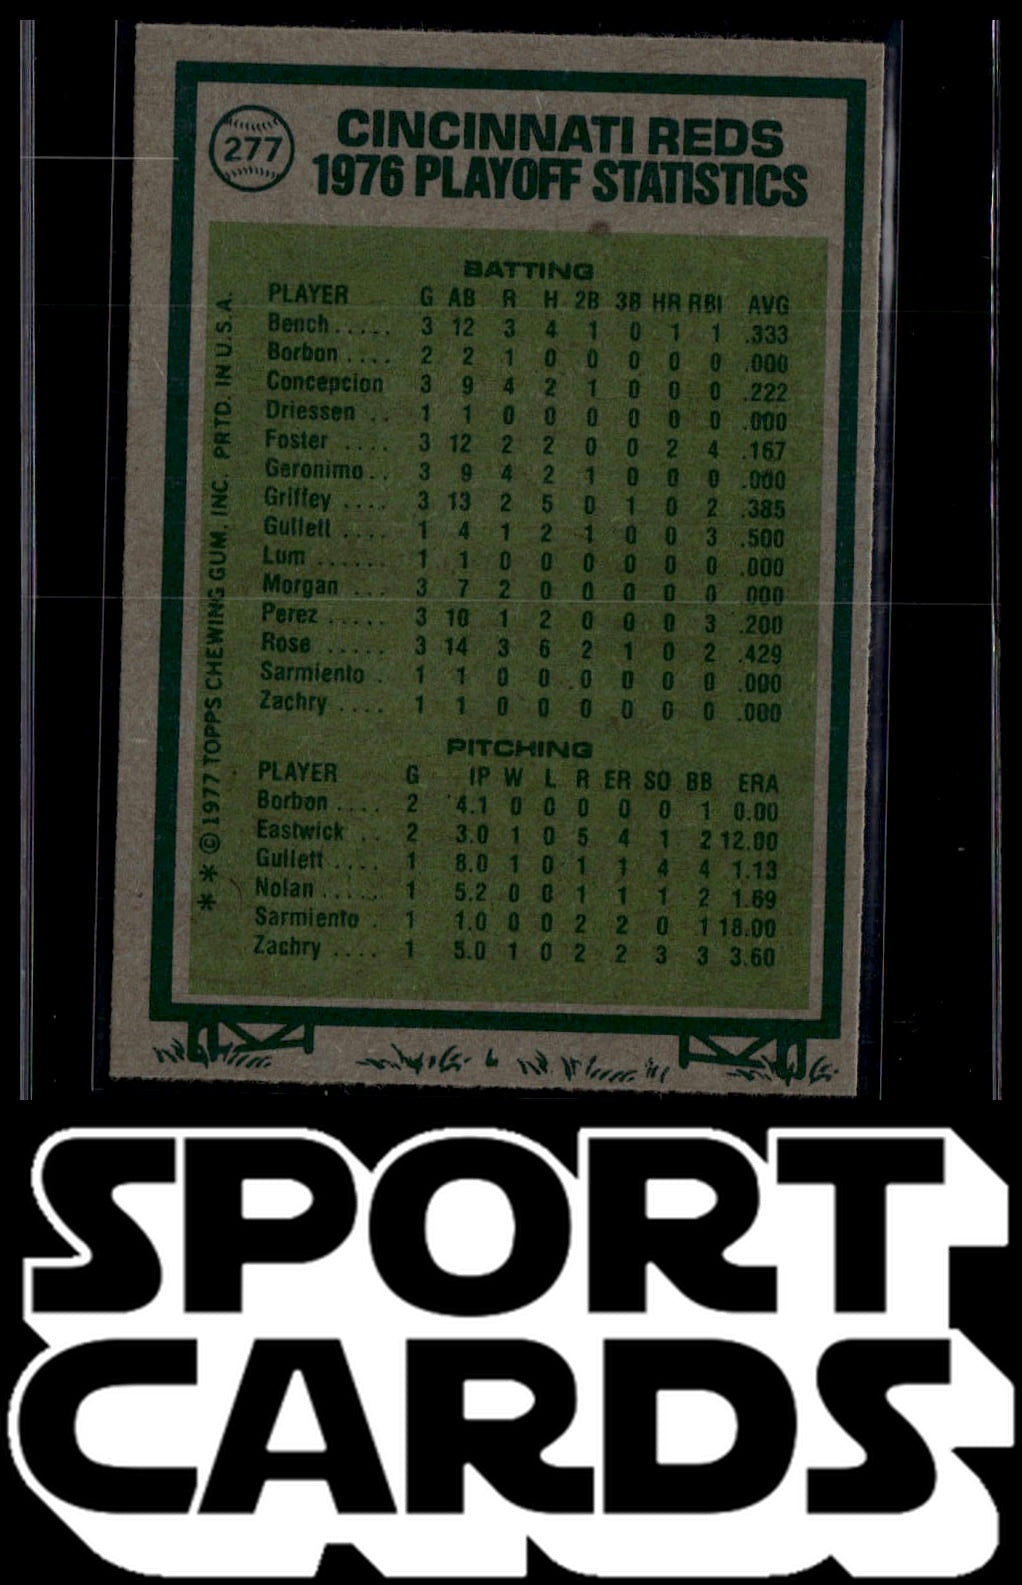 277
CINCINNATI REDS
1976 PLAYOFF STATISTICS
BATTING
PLAYER G AB R H 2B 3B HR RBI AVG
Bench..... 3 12 3 4 1 0 1 1 .333
Borbon .... 2 2 1 0 0 0 0 0 .000
Concepcion 3 9 4 2 1 0 0 0 .222
Driessen .. 1 1 0 0 0 0 0 0 .000
Foster .... 3 12 2 2 0 0 2 4 .167
Geronimo.. 3 9 4 2 1 0 0 0 .000
Griffey .... 3 13 2 5 0 1 0 2 .385
Gullett .... 1 4 1 2 1 0 0 3 .500
Lum ...... 1 1 0 0 0 0 0 0 .000
Morgan ... 3 7 2 0 0 0 0 0 .000
Perez ..... 3 10 1 2 0 0 0 3 .200
Rose ..... 3 14 3 6 2 1 0 2 .429
Sarmiento . 1 1 0 0 0 0 0 0 .000
Zachry .... 1 1 0 0 0 0 0 0 .000
PITCHING
PLAYER G IP W L R ER SO BB ERA
Borbon .... 2 4.1 0 0 0 0 0 1 0.00
Eastwick .. 2 3.0 1 0 5 4 1 2 12.00
Gullett .... 1 8.0 1 0 1 1 4 4 1.13
Nolan ..... 1 5.2 0 0 1 1 1 2 1.69
Sarmiento . 1 1.0 0 0 2 2 0 1 18.00
Zachry .... 1 5.0 1 0 2 2 3 3 3.60
** © 1977 TOPPS CHEWING GUM, INC. PRTD. IN U.S.A.
SPORT
CARDS